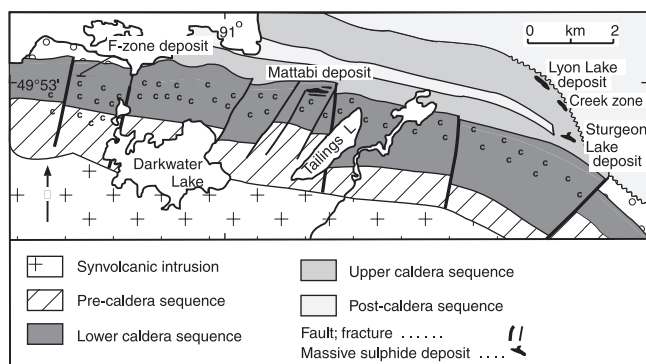 91°
0 km 2
F-zone deposit
Lyon Lake
deposit
49°53'
Mattabi deposit
Creek zone
Sturgeon
Lake
deposit
Darkwater
Lake
Tailings L.
Synvolcanic intrusion
Pre-caldera sequence
Lower caldera sequence
Upper caldera sequence
Post-caldera sequence
Fault; fracture ......
Massive sulphide deposit ....